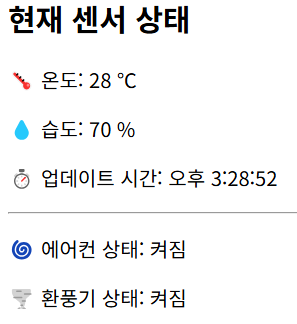 현재 센서 상태
🌡️ 온도: 28 °C
💧 습도: 70 %
⏱️ 업데이트 시간: 오후 3:28:52
🌀 에어컨 상태: 켜짐
🌪️ 환풍기 상태: 켜짐